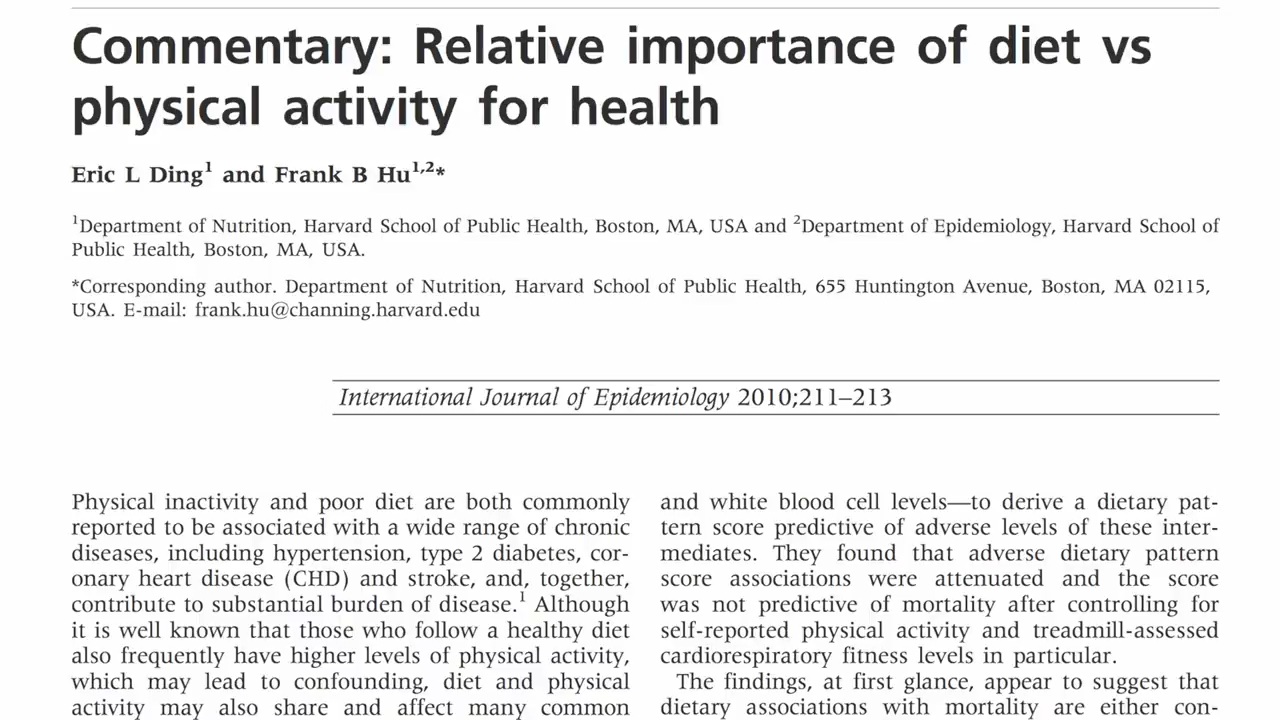 Commentary: Relative importance of diet vs
physical activity for health
Eric L Ding1 and Frank B Hu1,2*
1Department of Nutrition, Harvard School of Public Health, Boston, MA, USA and 2Department of Epidemiology, Harvard School of
Public Health, Boston, MA, USA.
*Corresponding author. Department of Nutrition, Harvard School of Public Health, 655 Huntington Avenue, Boston, MA 02115,
USA. E-mail: frank.hu@channing.harvard.edu
International Journal of Epidemiology 2010;211–213
Physical inactivity and poor diet are both commonly
reported to be associated with a wide range of chronic
diseases, including hypertension, type 2 diabetes, cor-
onary heart disease (CHD) and stroke, and, together,
contribute to substantial burden of disease.1 Although
it is well known that those who follow a healthy diet
also frequently have higher levels of physical activity,
which may lead to confounding, diet and physical
activity may also share and affect many common
and white blood cell levels—to derive a dietary pat-
tern score predictive of adverse levels of these inter-
mediates. They found that adverse dietary pattern
score associations were attenuated and the score
was not predictive of mortality after controlling for
self-reported physical activity and treadmill-assessed
cardiorespiratory fitness levels in particular.
The findings, at first glance, appear to suggest that
dietary associations with mortality are either con-